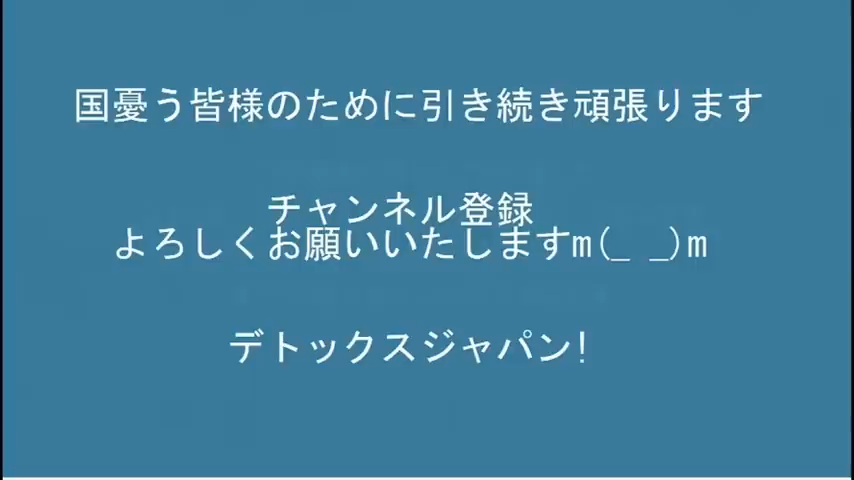 国憂う皆様のために引き続き頑張ります
チャンネル登録
よろしくお願いいたしますm(_ _)m
デトックスジャパン!